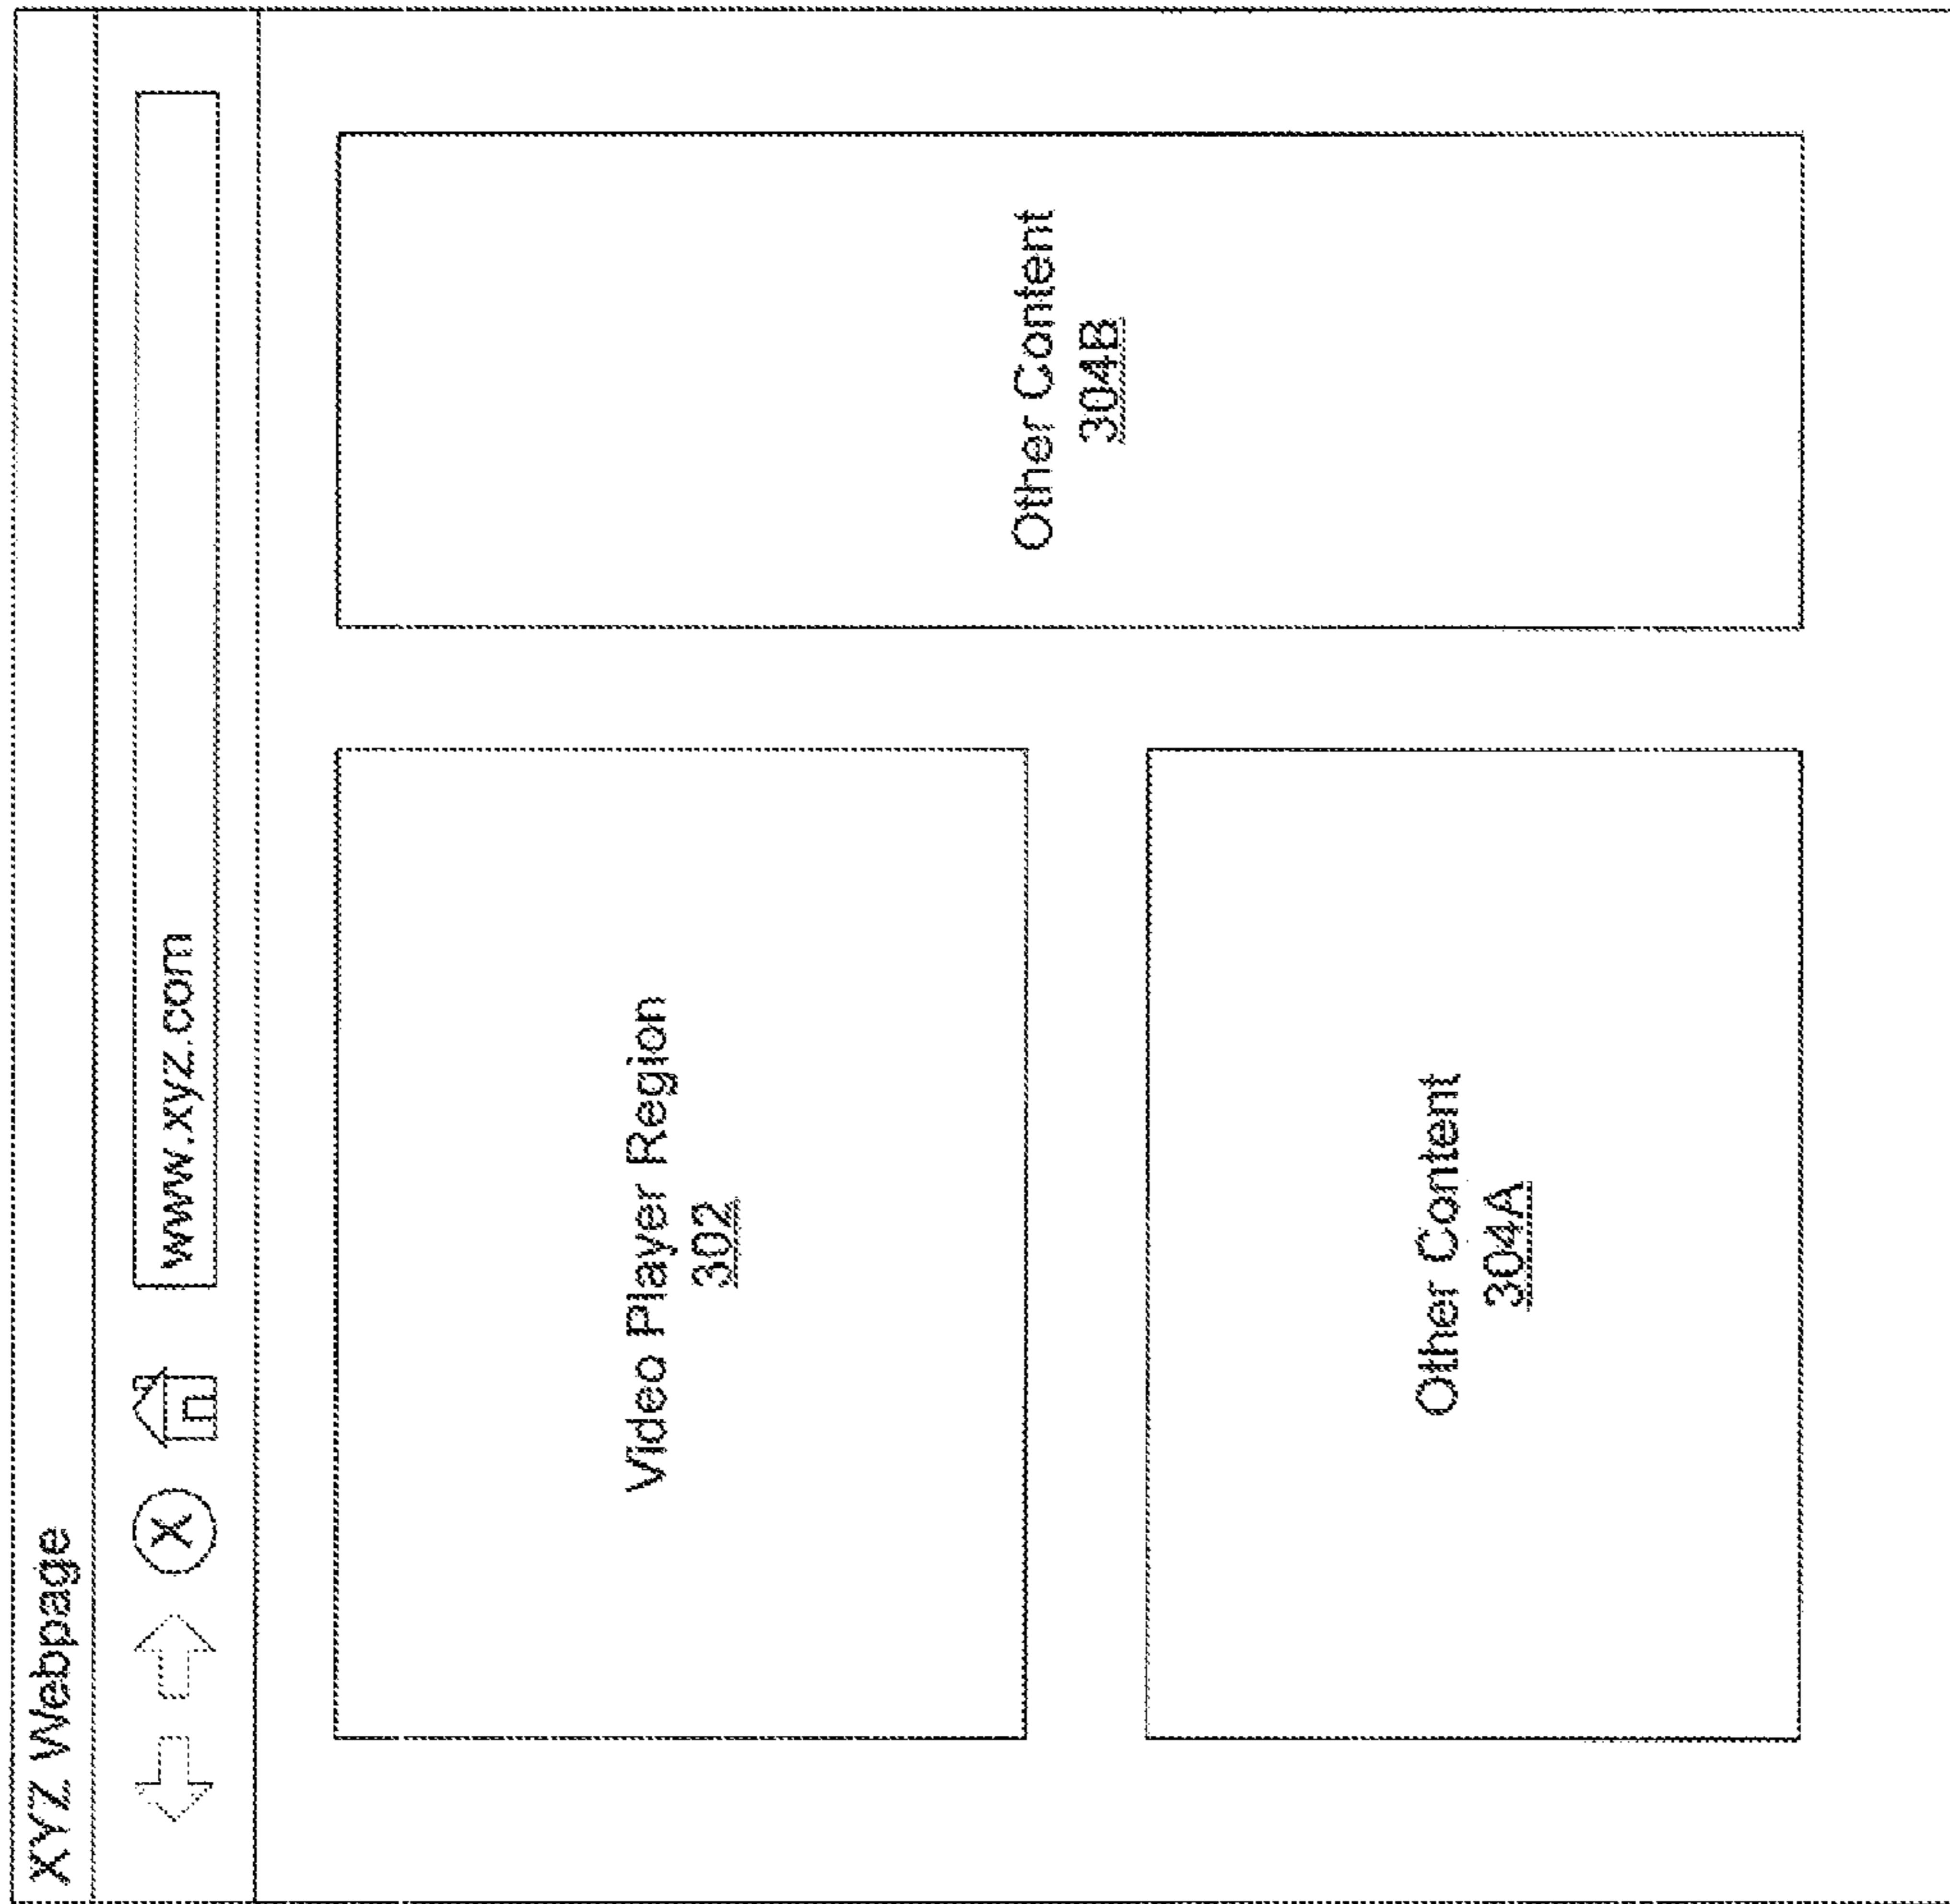 XYZ Webpage
X
www.xyz.com
Video Player Region
302
Other Content
304B
Other Content
304A